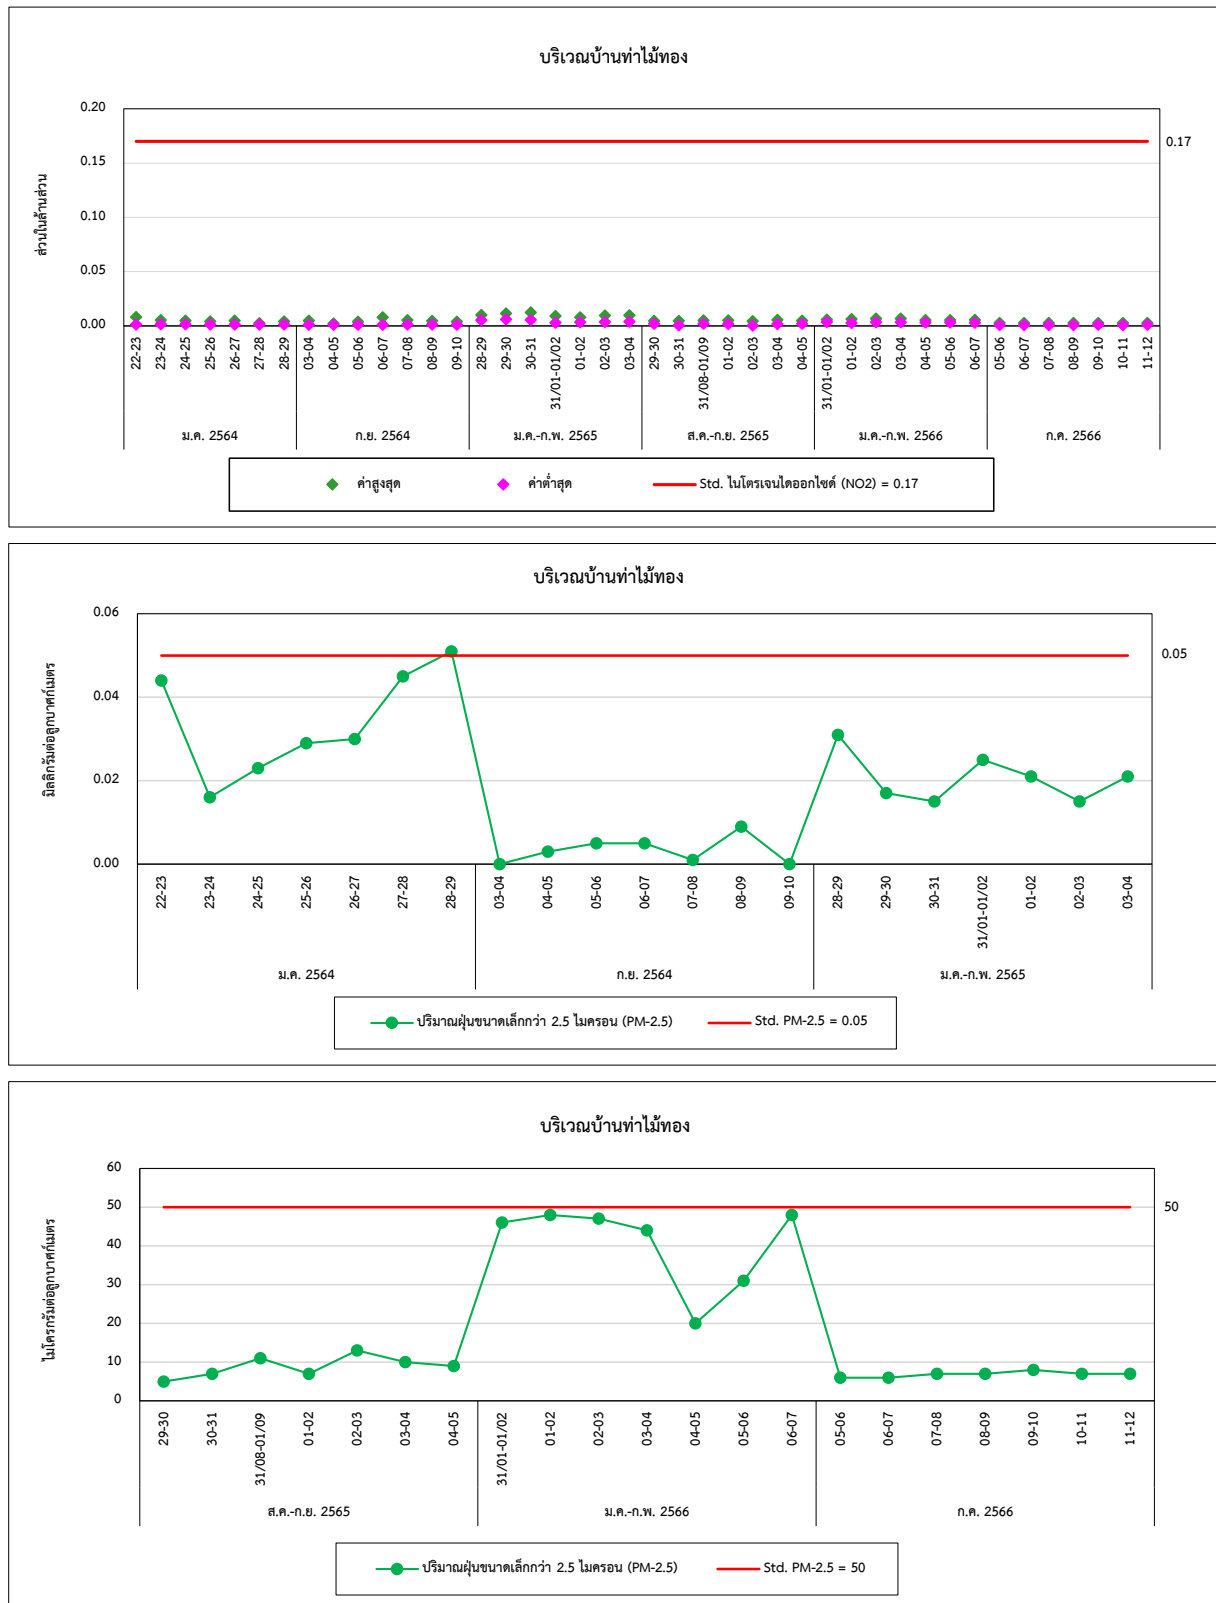 บริเวณบ้านท่าไม้ทอง
ส่วนในล้านส่วน
0.20
0.15
0.10
0.05
0.00
0.17
22-23 23-24 24-25 25-26 26-27 27-28 28-29 03-04 04-05 05-06 06-07 07-08 08-09 09-10 28-29 29-30 30-31 31/01-01/02 01-02 02-03 03-04 29-30 30-31 31/08-01/09 01-02 02-03 03-04 04-05 31/01-01/02 01-02 02-03 03-04 04-05 05-06 06-07 05-06 06-07 07-08 08-09 09-10 10-11 11-12
ม.ค. 2564 ก.ย. 2564 ม.ค.-ก.พ. 2565 ส.ค.-ก.ย. 2565 ม.ค.-ก.พ. 2566 ก.ค. 2566
ค่าสูงสุด ค่าต่ำสุด Std. ไนโตรเจนไดออกไซด์ (NO2) = 0.17
บริเวณบ้านท่าไม้ทอง
มิลลิกรัมต่อลูกบาศก์เมตร
0.06
0.04
0.02
0.00
0.05
22-23 23-24 24-25 25-26 26-27 27-28 28-29 03-04 04-05 05-06 06-07 07-08 08-09 09-10 28-29 29-30 30-31 31/01-01/02 01-02 02-03 03-04
ม.ค. 2564 ก.ย. 2564 ม.ค.-ก.พ. 2565
ปริมาณฝุ่นขนาดเล็กกว่า 2.5 ไมครอน (PM-2.5) Std. PM-2.5 = 0.05
บริเวณบ้านท่าไม้ทอง
ไมโครกรัมต่อลูกบาศก์เมตร
60
50
40
30
20
10
0
50
29-30 30-31 31/08-01/09 01-02 02-03 03-04 04-05 31/01-01/02 01-02 02-03 03-04 04-05 05-06 06-07 05-06 06-07 07-08 08-09 09-10 10-11 11-12
ส.ค.-ก.ย. 2565 ม.ค.-ก.พ. 2566 ก.ค. 2566
ปริมาณฝุ่นขนาดเล็กกว่า 2.5 ไมครอน (PM-2.5) Std. PM-2.5 = 50